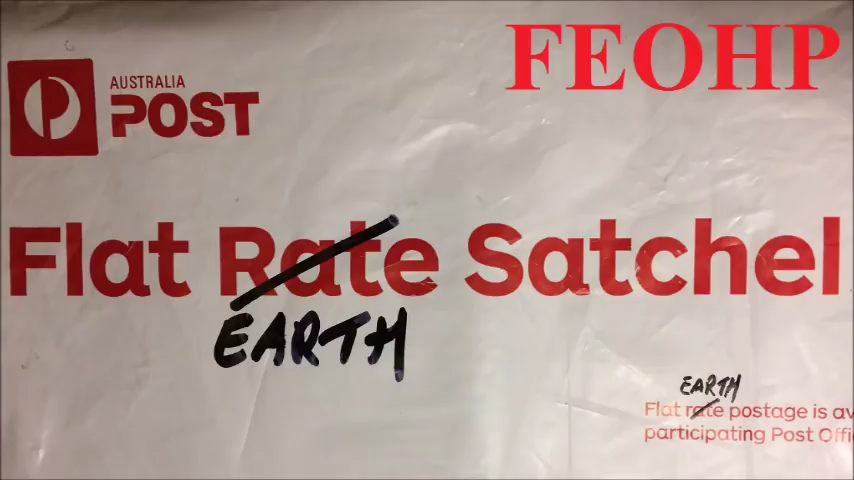 FEOHP
AUSTRALIA
POST
Flat Rate Satchel
EARTH
EARTH
Flat rate postage is av
participating Post Offi